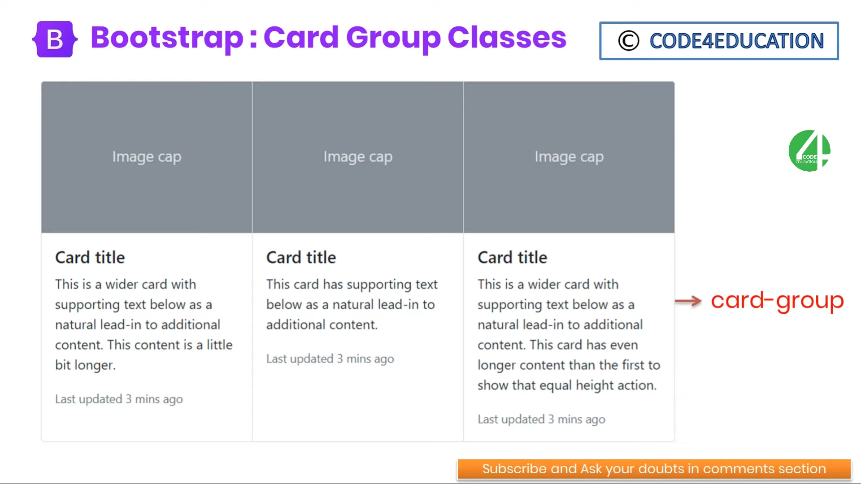 B Bootstrap : Card Group Classes
© CODE4EDUCATION
Image cap
Image cap
Image cap
4
CODE
EDUCATION
Card title
This is a wider card with
supporting text below as a
natural lead-in to additional
content. This content is a little
bit longer.
Last updated 3 mins ago
Card title
This card has supporting text
below as a natural lead-in to
additional content.
Last updated 3 mins ago
Card title
This is a wider card with
supporting text below as a
natural lead-in to additional
content. This card has even
longer content than the first to
show that equal height action.
Last updated 3 mins ago
card-group
Subscribe and Ask your doubts in comments section